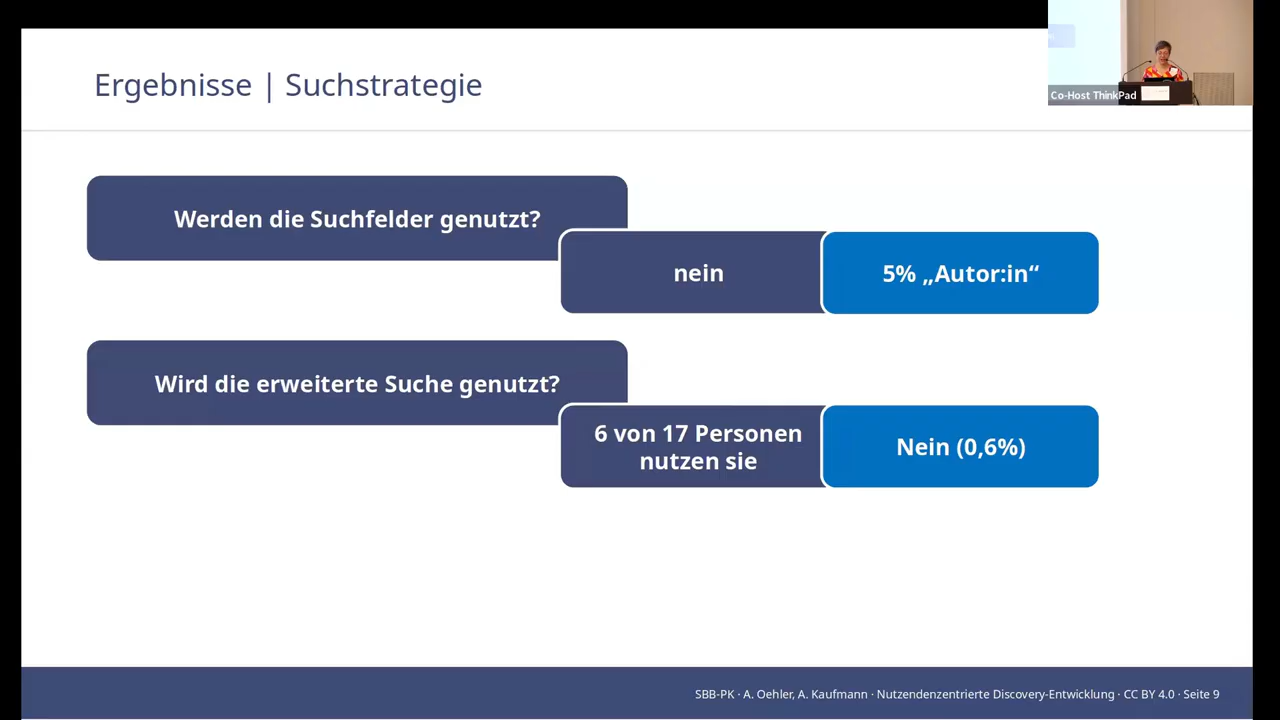 Ergebnisse | Suchstrategie
Co-Host ThinkPad
Werden die Suchfelder genutzt?
nein
5% „Autor:in“
Wird die erweiterte Suche genutzt?
6 von 17 Personen
nutzen sie
Nein (0,6%)
SBB-PK · A. Oehler, A. Kaufmann · Nutzendenzentrierte Discovery-Entwicklung · CC BY 4.0 · Seite 9